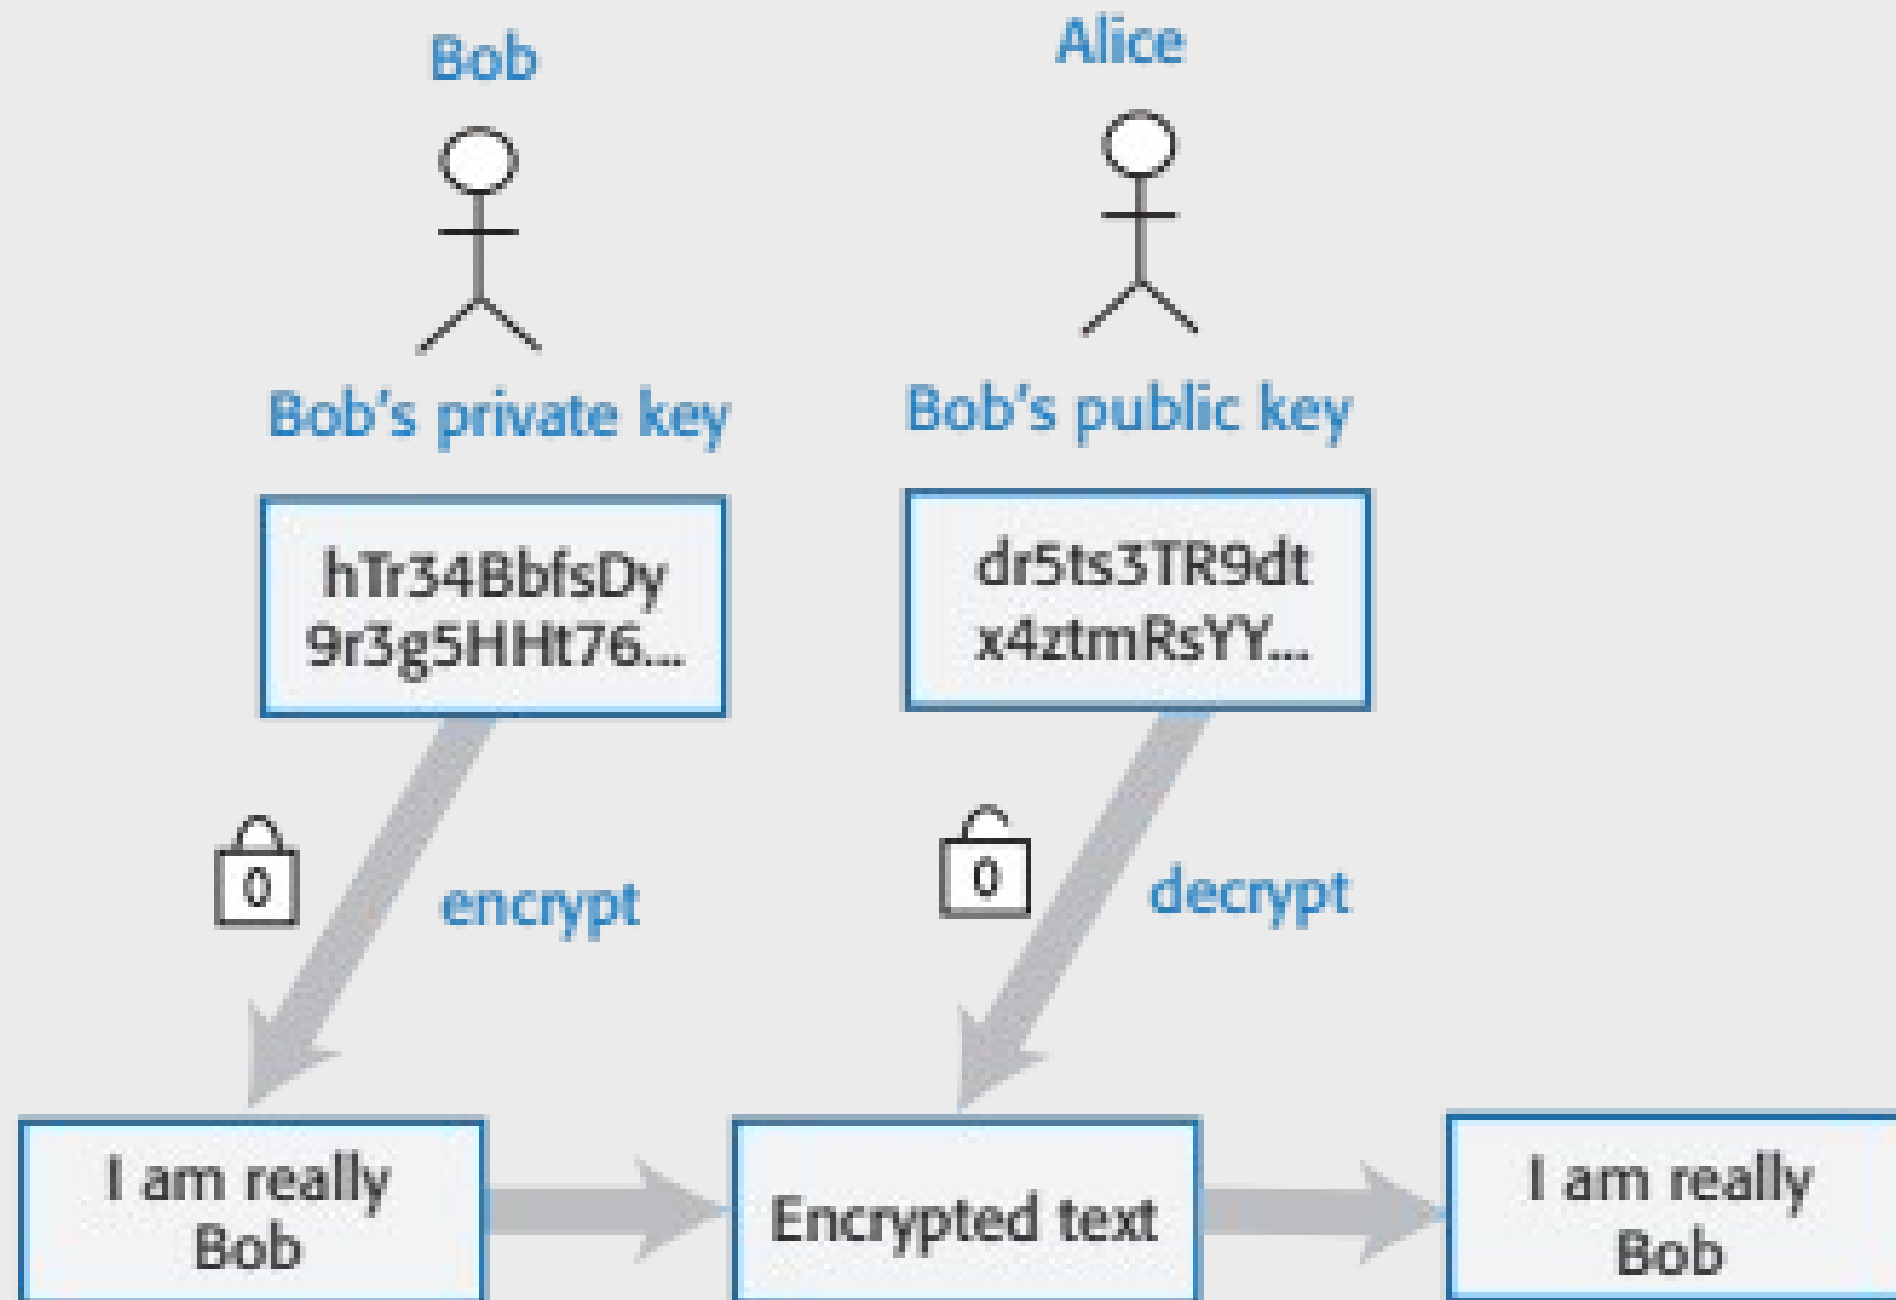 Bob
Alice
Bob's private key
Bob's public key
hTr34BbfsDy
9r3g5HHt76...
dr5ts3TR9dt
x4ztmRsYY...
0
encrypt
0
decrypt
I am really
Bob
Encrypted text
I am really
Bob